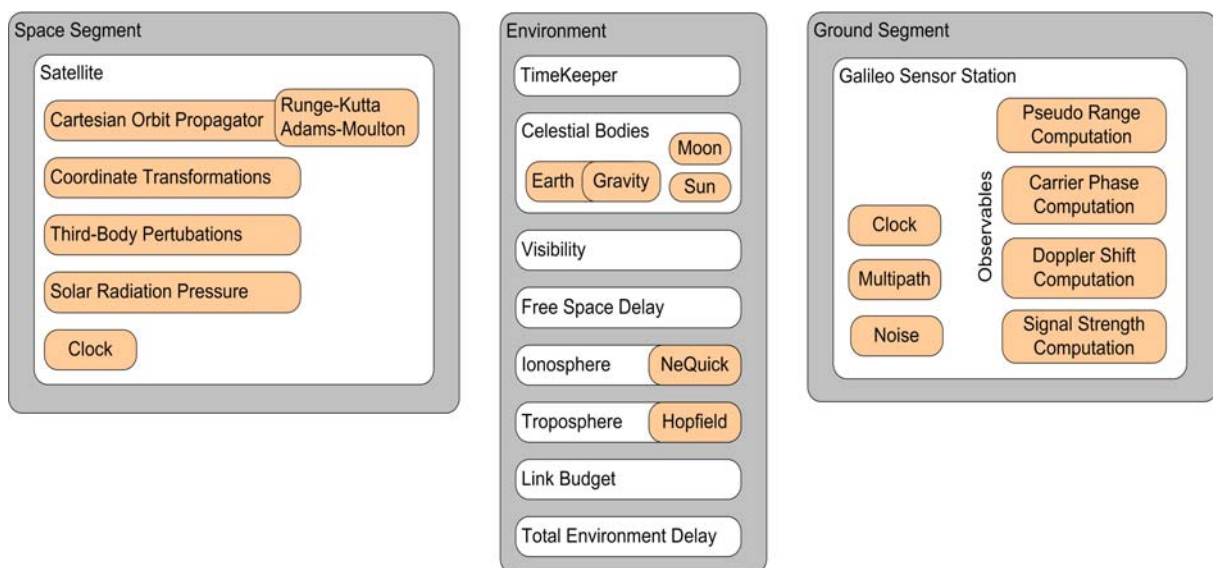 Space Segment
Satellite
Cartesian Orbit Propagator
Runge-Kutta
Adams-Moulton
Coordinate Transformations
Third-Body Pertubations
Solar Radiation Pressure
Clock
Environment
TimeKeeper
Celestial Bodies
Moon
Earth
Gravity
Sun
Visibility
Free Space Delay
Ionosphere
NeQuick
Troposphere
Hopfield
Link Budget
Total Environment Delay
Ground Segment
Galileo Sensor Station
Clock
Multipath
Noise
Observables
Pseudo Range
Computation
Carrier Phase
Computation
Doppler Shift
Computation
Signal Strength
Computation